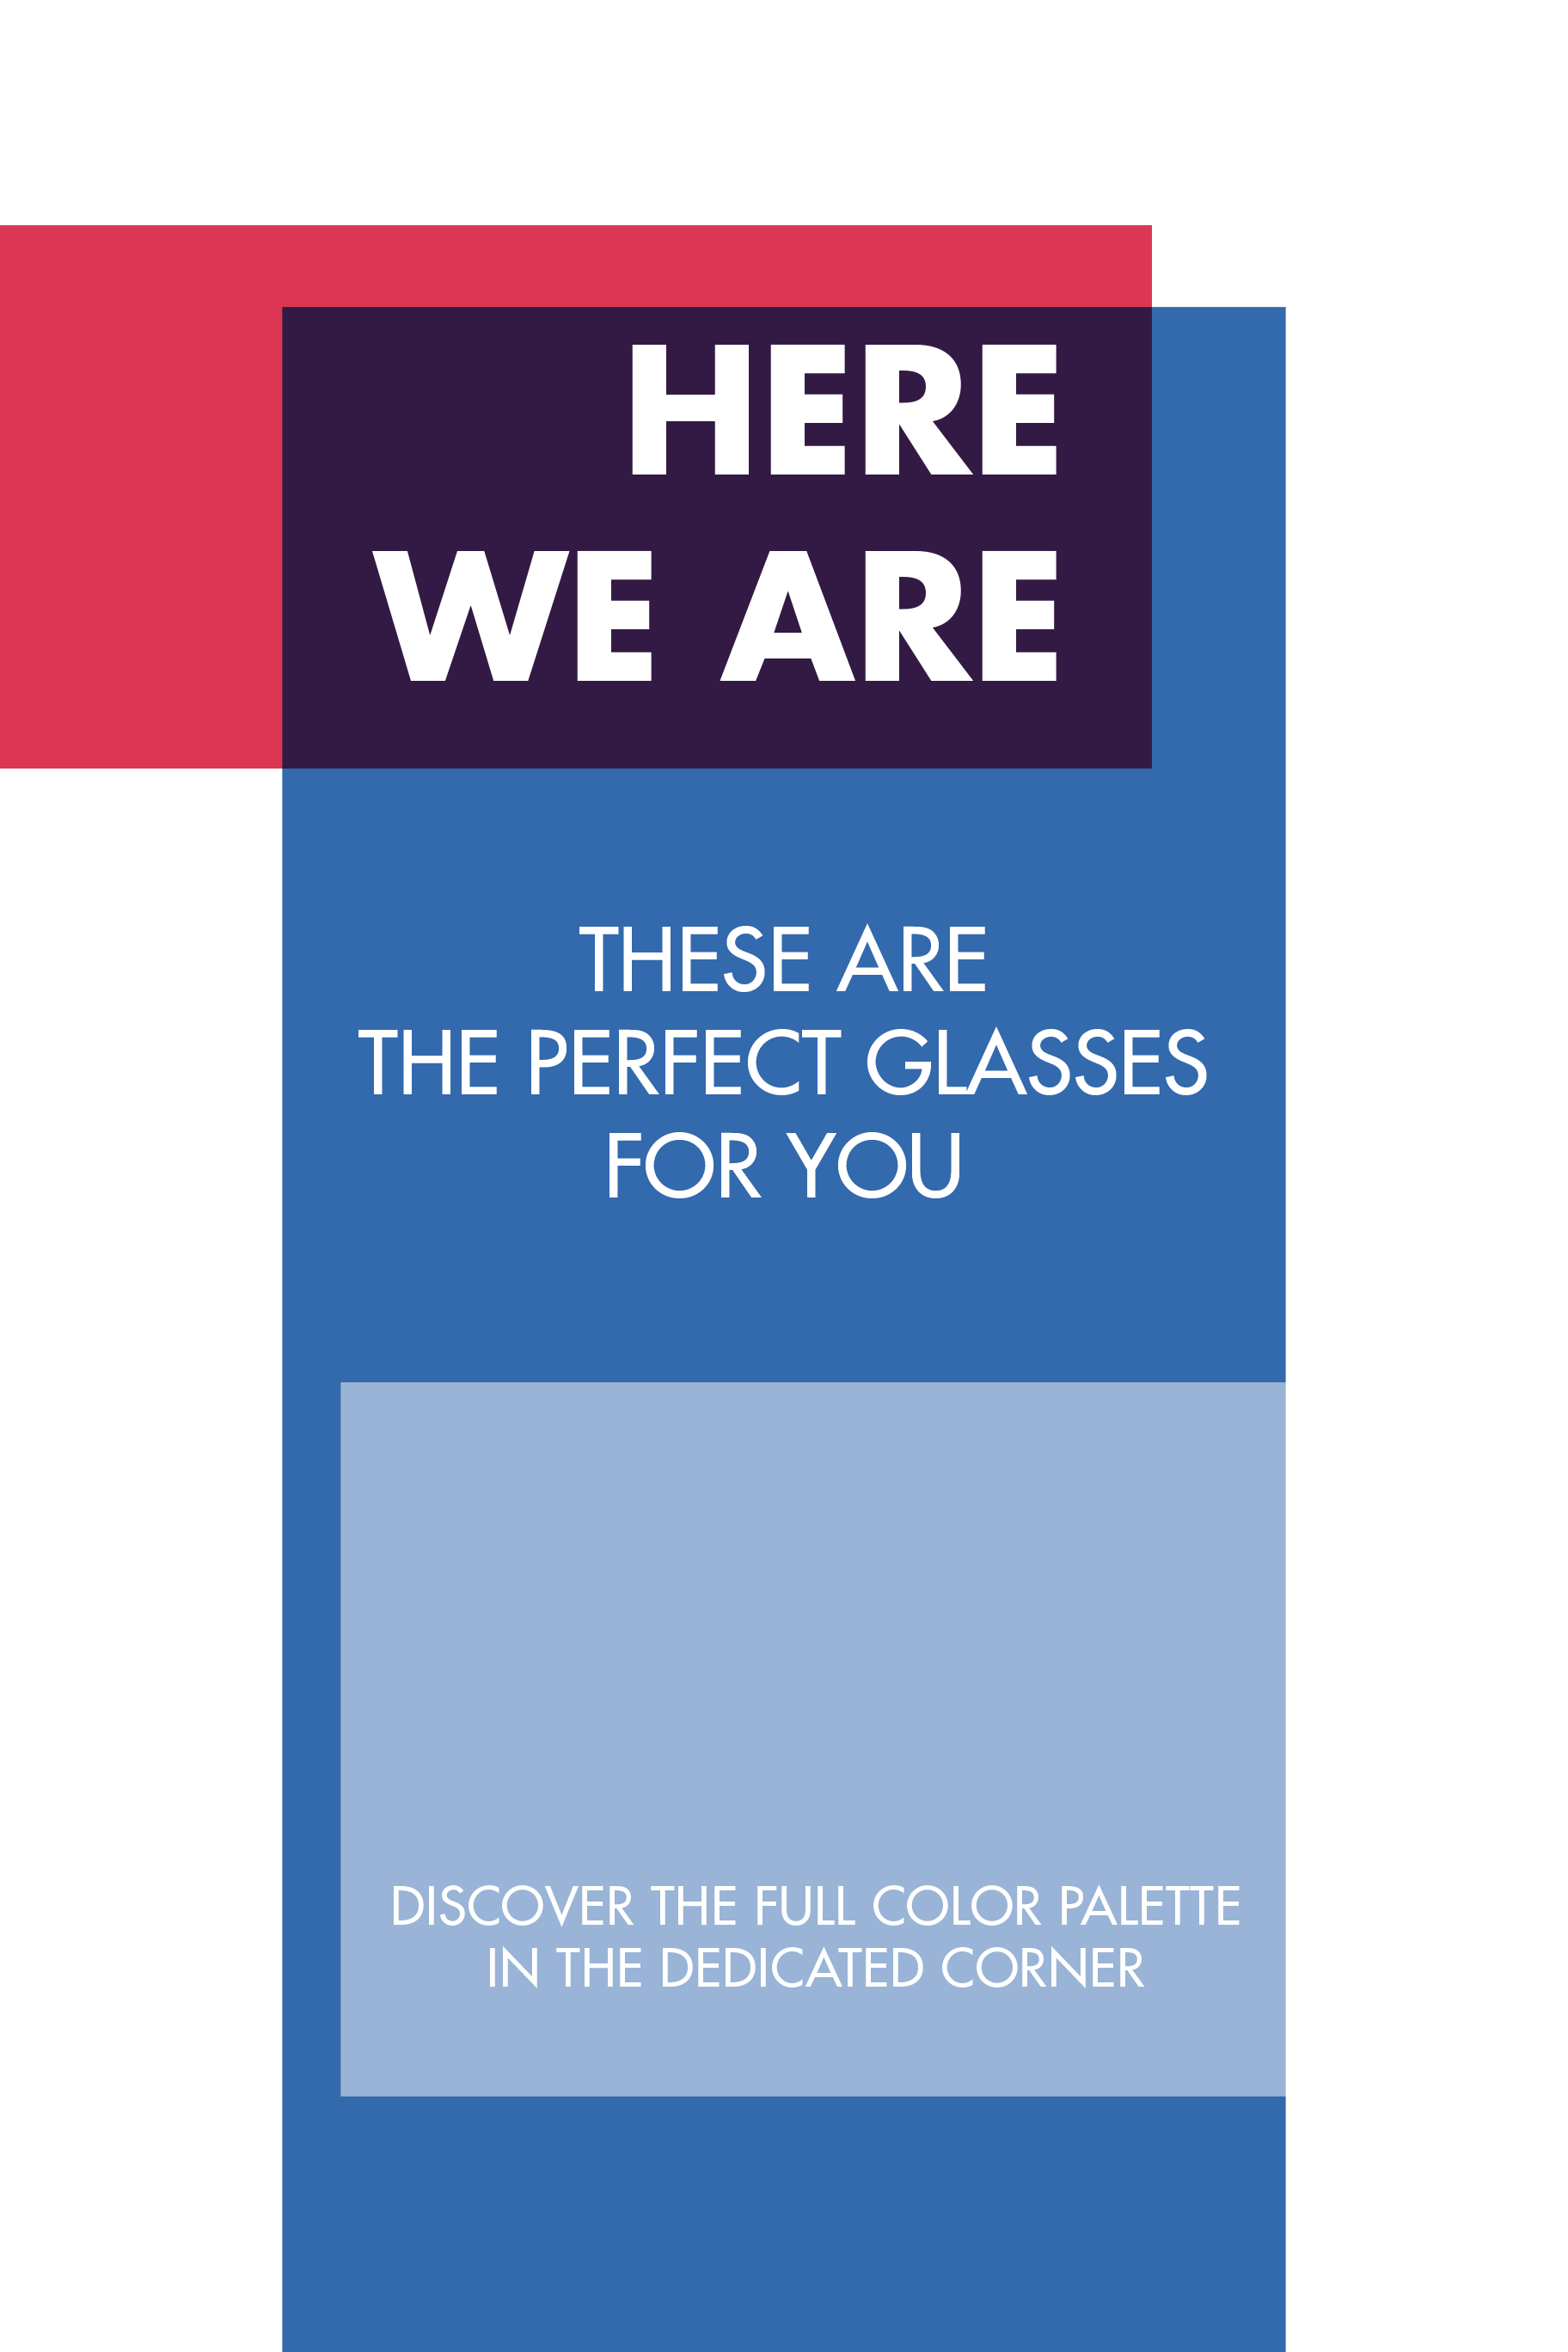 HERE
WE ARE
THESE ARE
THE PERFECT GLASSES
FOR YOU
DISCOVER THE FULL COLOR PALETTE
IN THE DEDICATED CORNER